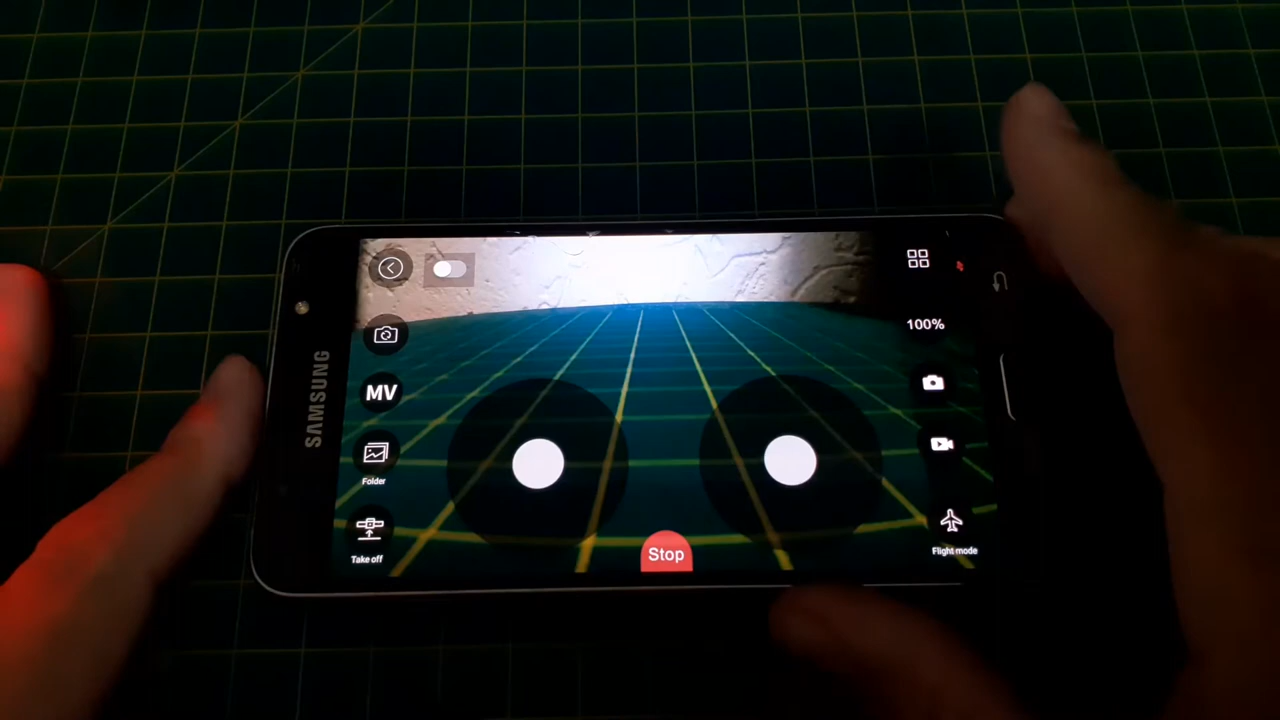 SAMSUNG
100%
MV
Folder
Take off
Stop
Flight mode